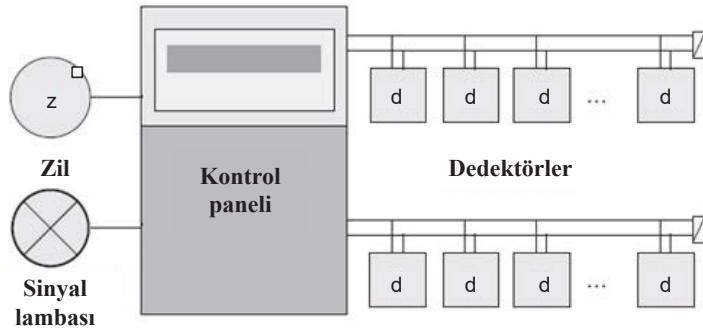 d d d ... d
z
Zil
Kontrol
paneli
Dedektörler
Sinyal
lambası
d d d ... d